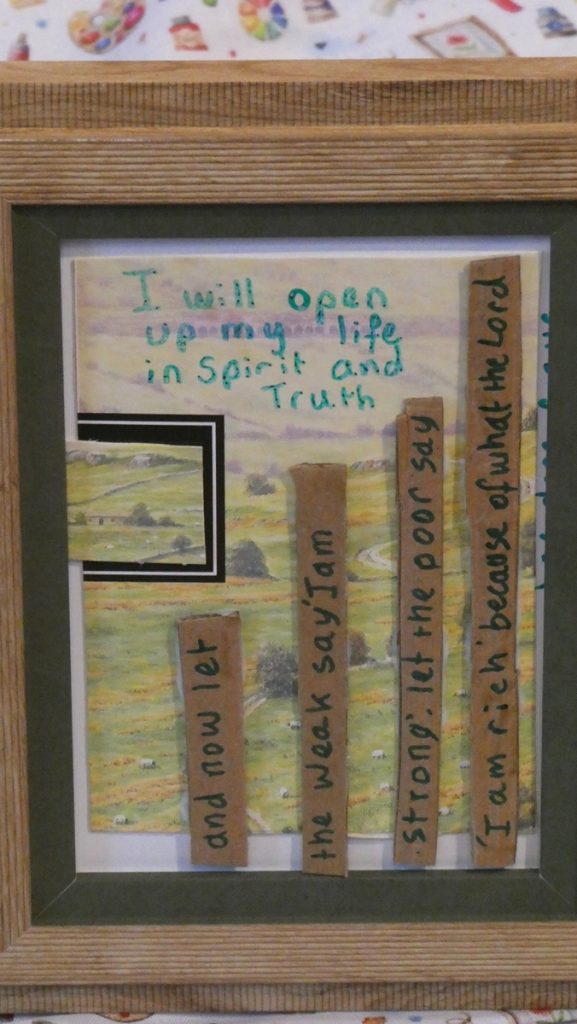 I will open
up my life
in Spirit and
Truth
and now let
the weak say 'I am
strong'. let the poor say
'I am rich' because of what the Lord